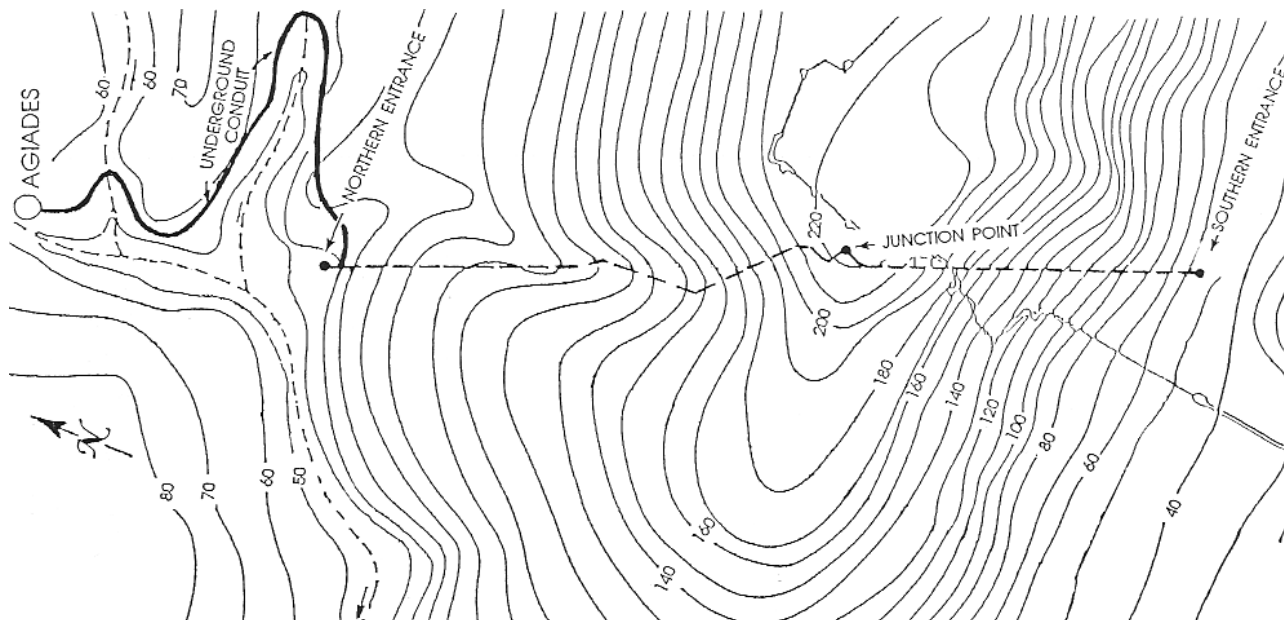 AGIADES
60
60
70
UNDERGROUND
CONDUIT
NORTHERN ENTRANCE
220
JUNCTION POINT
SOUTHERN ENTRANCE
200
180
160
140
120
100
80
60
40
160
140
N
80
70
60
50